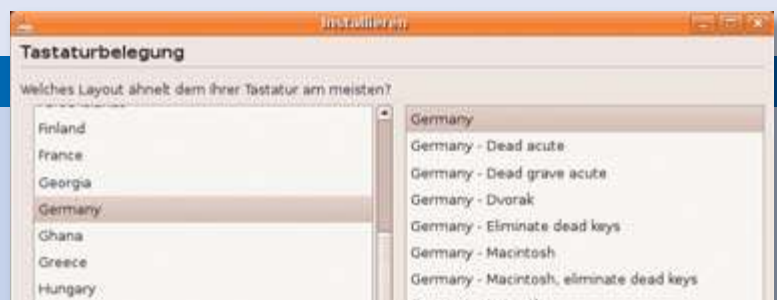 Installieren
Tastaturbelegung
Welches Layout ähnelt dem Ihrer Tastatur am meisten?
Finland
France
Georgia
Germany
Ghana
Greece
Hungary
Germany
Germany - Dead acute
Germany - Dead grave acute
Germany - Dvorak
Germany - Eliminate dead keys
Germany - Macintosh
Germany - Macintosh, eliminate dead keys